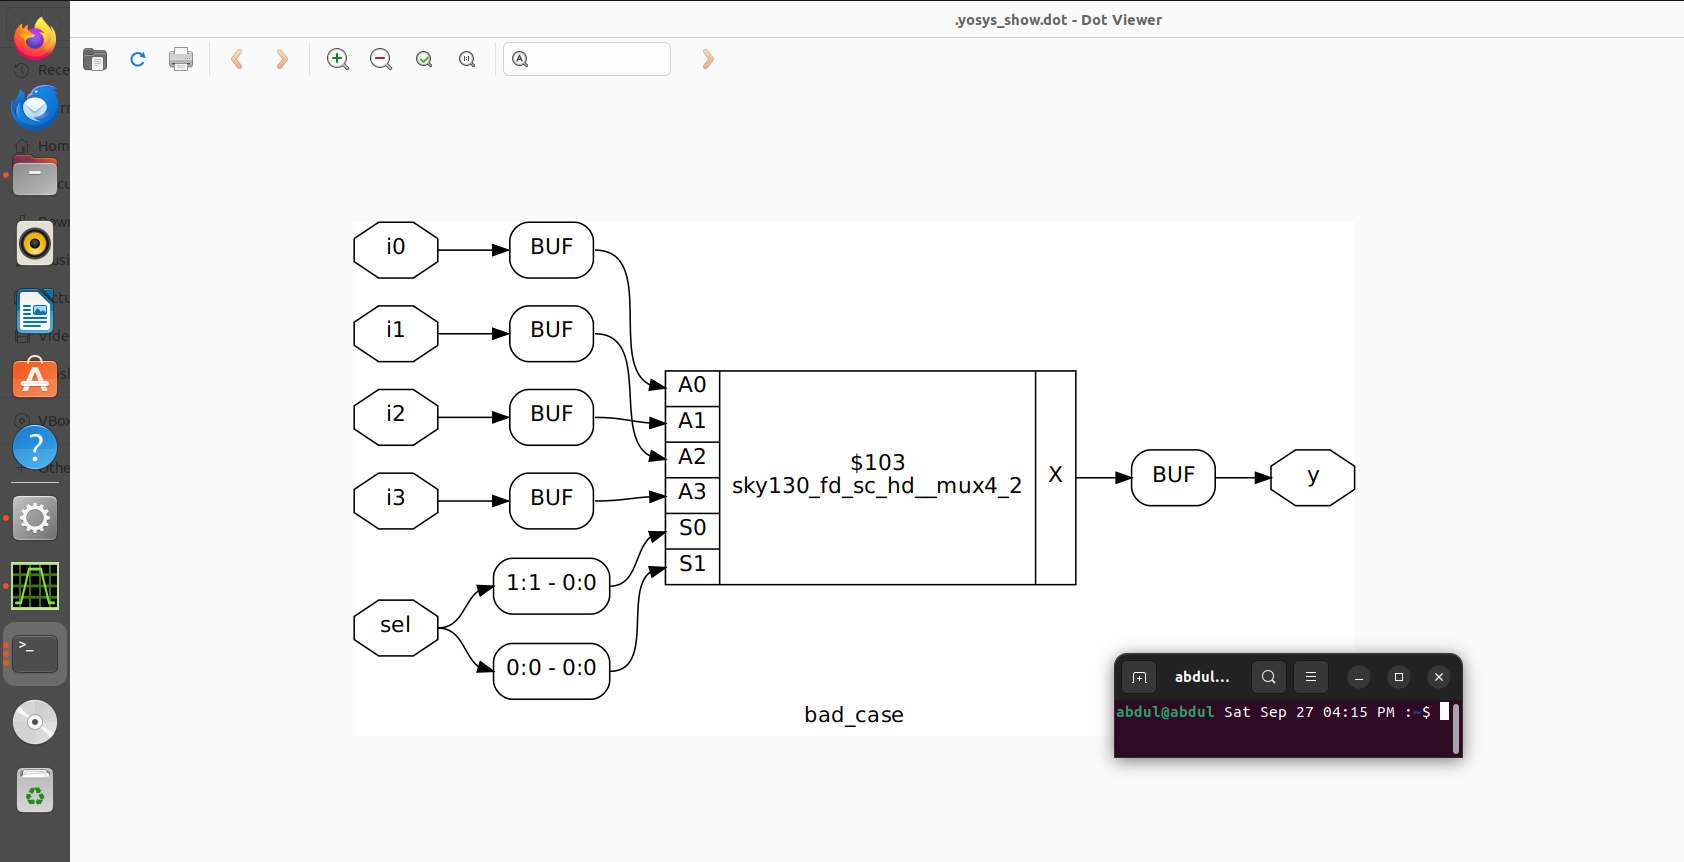 .yosys_show.dot - Dot Viewer
Rece
Hom
Vide
VBox
Othe
i0
BUF
i1
BUF
i2
BUF
i3
BUF
sel
1:1 - 0:0
0:0 - 0:0
A0
A1
A2
A3
S0
S1
$103
sky130_fd_sc_hd__mux4_2
X
BUF
y
bad_case
abdul...
abdul@abdul Sat Sep 27 04:15 PM :~$